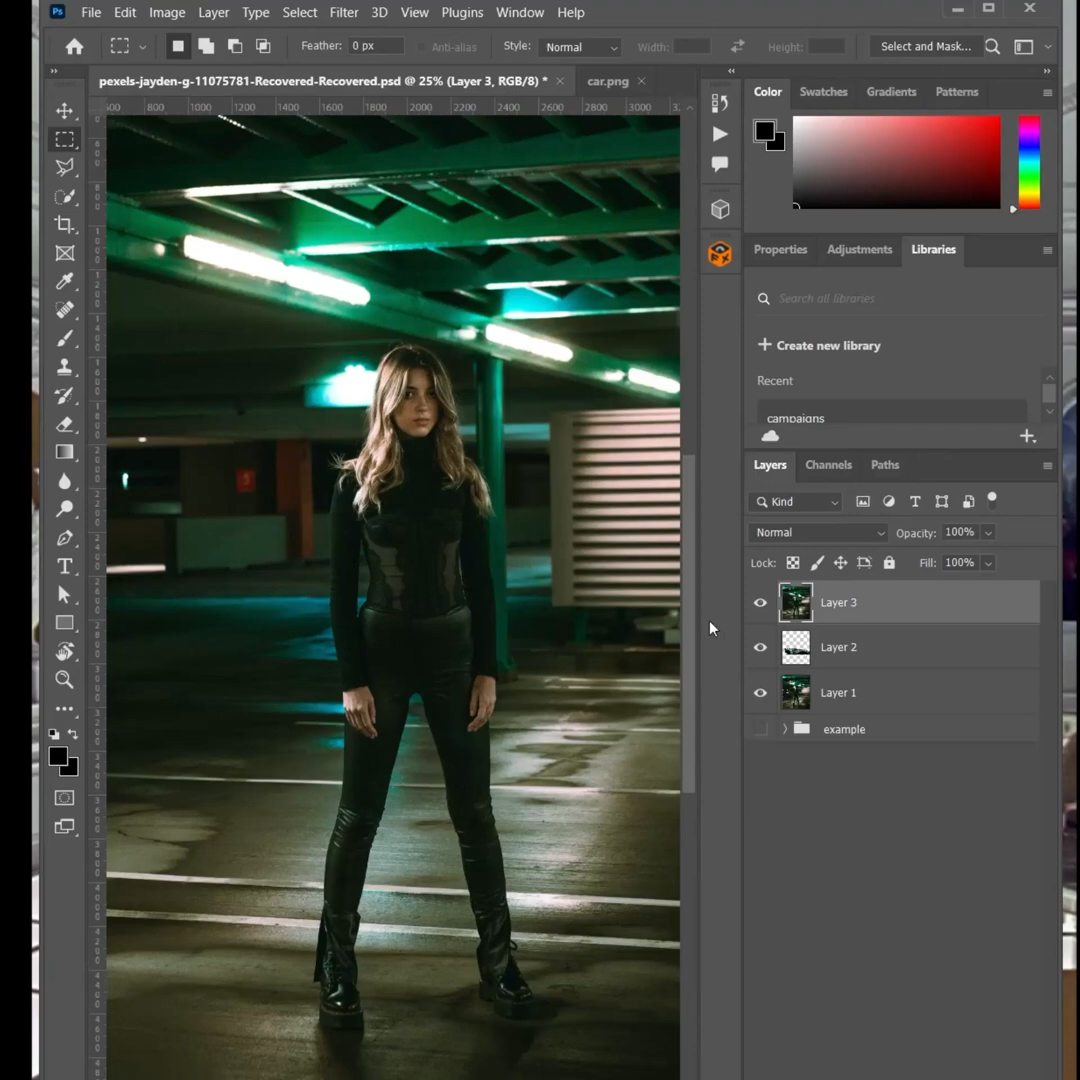 Ps File Edit Image Layer Type Select Filter 3D View Plugins Window Help
Feather: 0 px Anti-alias Style: Normal Width: Height: Select and Mask...
pexels-jayden-g-11075781-Recovered-Recovered.psd @ 25% (Layer 3, RGB/8) * × car.png ×
600 800 1000 1200 1400 1600 1800 2000 2200 2400 2600 2800 3000
Color Swatches Gradients Patterns
Properties Adjustments Libraries
Search all libraries
+ Create new library
Recent
campaigns
Layers Channels Paths
Kind
Normal Opacity: 100%
Lock: Fill: 100%
Layer 3
Layer 2
Layer 1
example